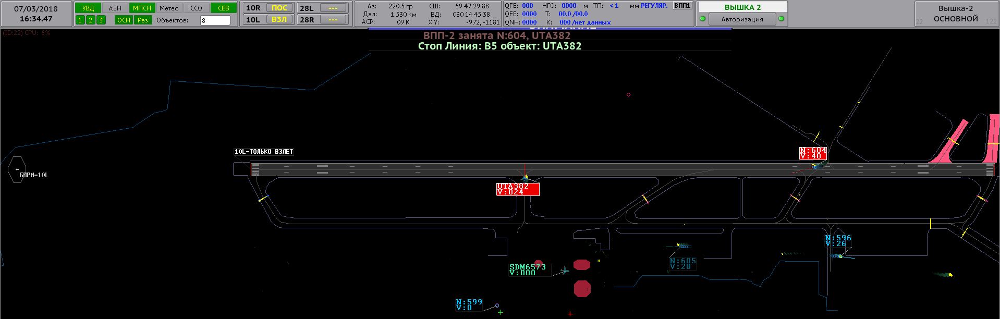 07/03/2018
16:34.47
УВД АЗН МПСН Метео ССО СЕВ
1 2 3 ОСН Рез Объектов: 8
10R ПОС 28L ---
10L ВЗЛ 28R ---
Аз: 220.5 гр СШ: 59 47 29.88
Дал: 1.530 км ВД: 030 14 45.38
АСР: 09 К X,Y: -972, -1181
QFE: 000 НГО: 0000 м ТП: < 1 мм РЕГУЛЯР. ВПП1
QFE: 000 Т: 00.0 /00.0
QNH: 0000 К: 000 /нет данных
ВЫШКА 2
Авторизация
Вышка-2
ОСНОВНОЙ
22 122
(ID:22) CPU: 6%
ВПП-2 занята N:604, UTA382
Стоп Линия: B5 объект: UTA382
10L-ТОЛЬКО ВЗЛЕТ
N:604
V:40
БПРМ-10L
UTA382
V:024
N:596
V:26
N:605
V:28
SDM6573
V:000
N:599
V:0